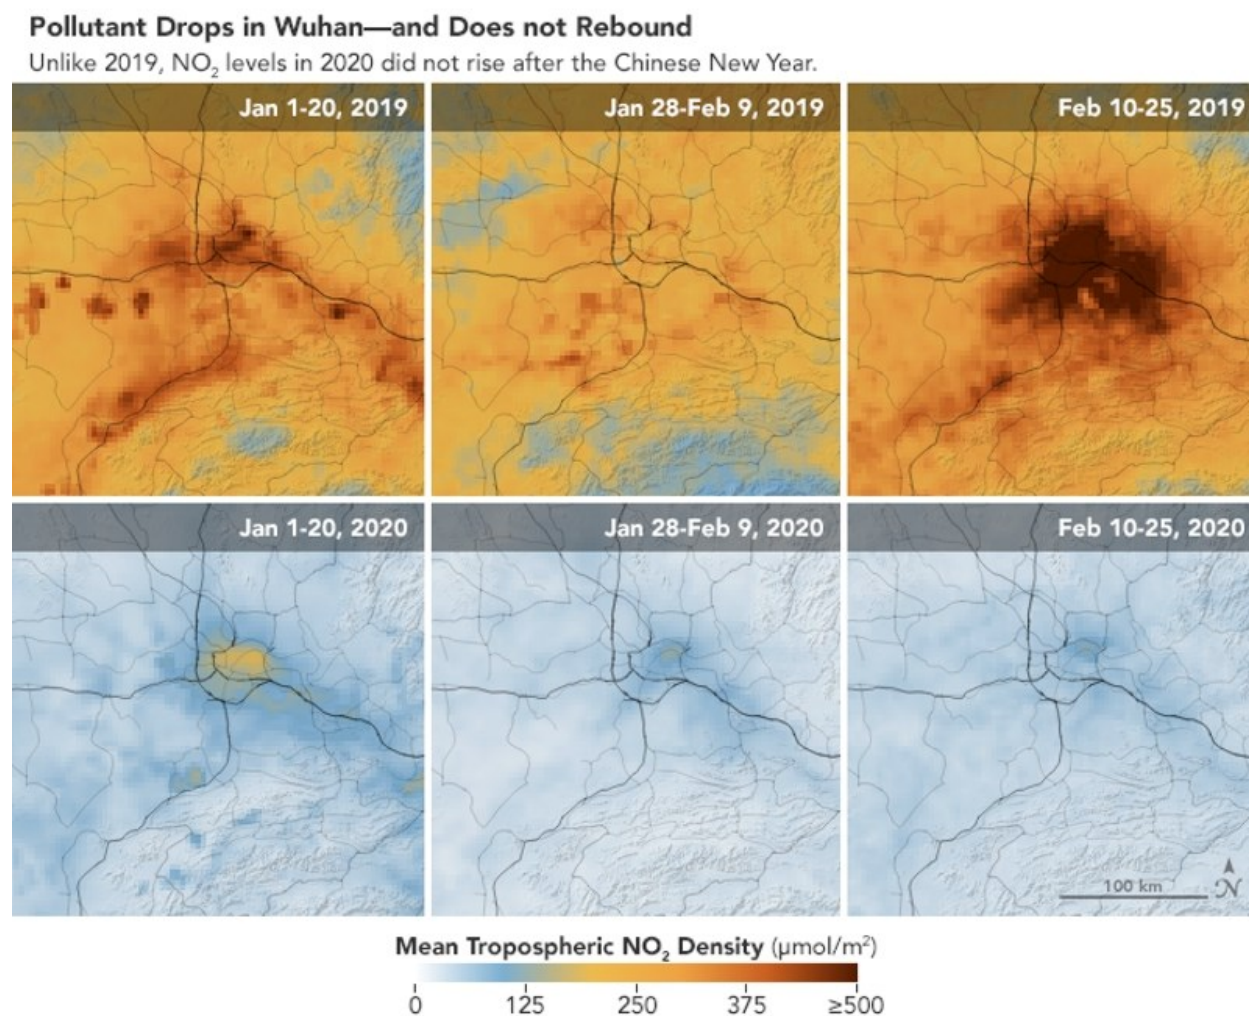 Pollutant Drops in Wuhan—and Does not Rebound
Unlike 2019, NO₂ levels in 2020 did not rise after the Chinese New Year.
Jan 1-20, 2019
Jan 28-Feb 9, 2019
Feb 10-25, 2019
Jan 1-20, 2020
Jan 28-Feb 9, 2020
Feb 10-25, 2020
100 km
N
Mean Tropospheric NO₂ Density (μmol/m²)
0 125 250 375 ≥500